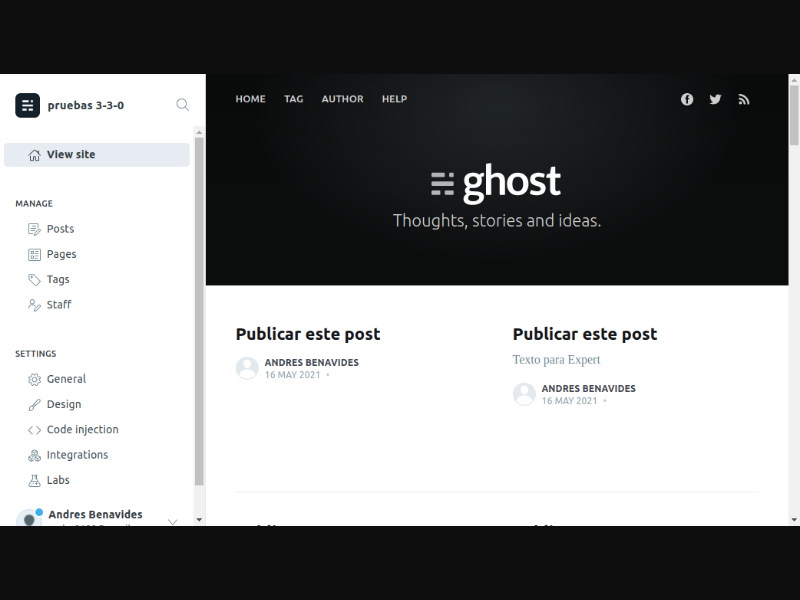 pruebas 3-3-0
View site
MANAGE
Posts
Pages
Tags
Staff
SETTINGS
General
Design
Code injection
Integrations
Labs
Andres Benavides
HOME TAG AUTHOR HELP
ghost
Thoughts, stories and ideas.
Publicar este post
ANDRES BENAVIDES
16 MAY 2021 •
Publicar este post
Texto para Expert
ANDRES BENAVIDES
16 MAY 2021 •